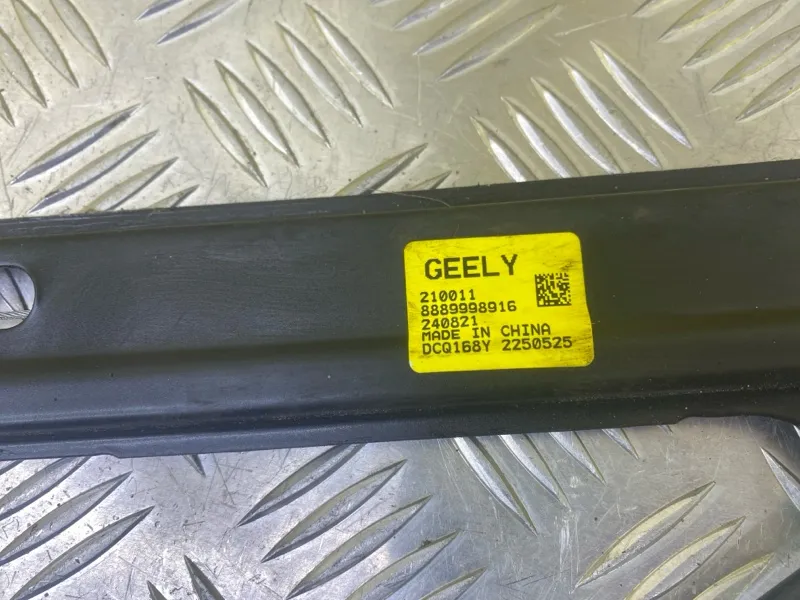 GEELY
210011
8889998916
240821
MADE IN CHINA
DCQ168Y 2250525